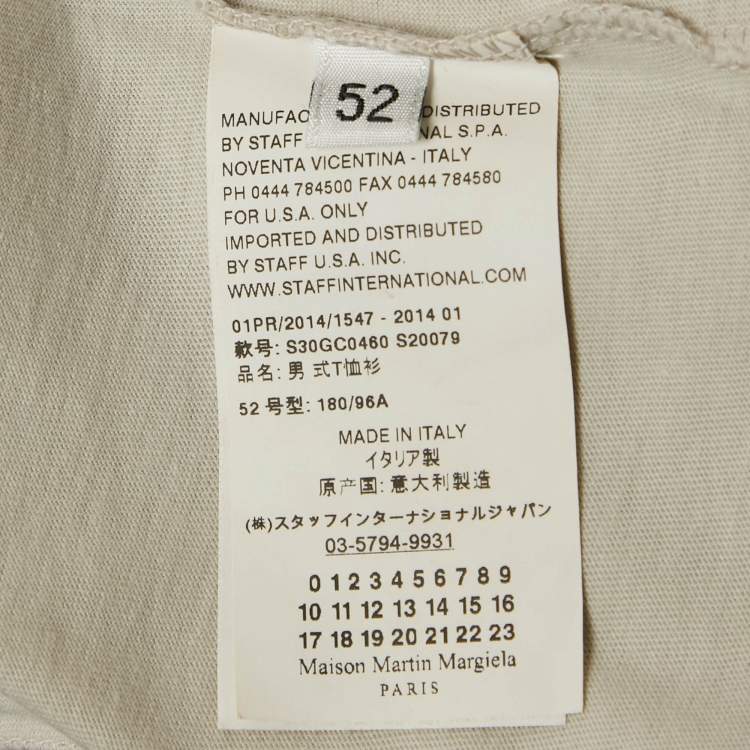 52
MANUFAC DISTRIBUTED
BY STAFF NAL S.P.A.
NOVENTA VICENTINA - ITALY
PH 0444 784500 FAX 0444 784580
FOR U.S.A. ONLY
IMPORTED AND DISTRIBUTED
BY STAFF U.S.A. INC.
WWW.STAFFINTERNATIONAL.COM
01PR/2014/1547 - 2014 01
款号: S30GC0460 S20079
品名: 男 式T恤衫
52 号型: 180/96A
MADE IN ITALY
イタリア製
原产国: 意大利製造
(株)スタッフインターナショナルジャパン
03-5794-9931
0 1 2 3 4 5 6 7 8 9
10 11 12 13 14 15 16
17 18 19 20 21 22 23
Maison Martin Margiela
PARIS